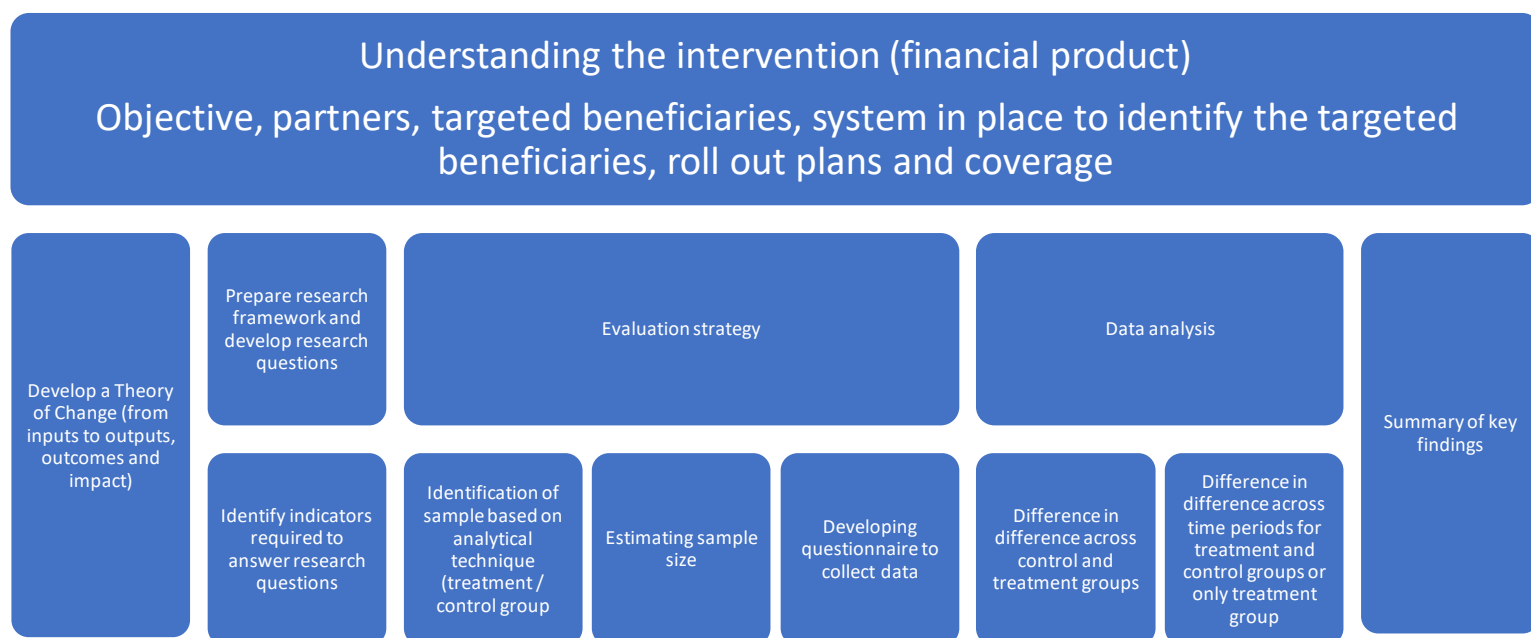 Understanding the intervention (financial product)
Objective, partners, targeted beneficiaries, system in place to identify the targeted
beneficiaries, roll out plans and coverage
Develop a Theory
of Change (from
inputs to outputs,
outcomes and
impact)
Prepare research
framework and
develop research
questions
Identify indicators
required to
answer research
questions
Evaluation strategy
Identification of
sample based on
analytical
technique
(treatment /
control group
Estimating sample
size
Developing
questionnaire to
collect data
Data analysis
Difference in
difference across
control and
treatment groups
Difference in
difference across
time periods for
treatment and
control groups or
only treatment
group
Summary of key
findings